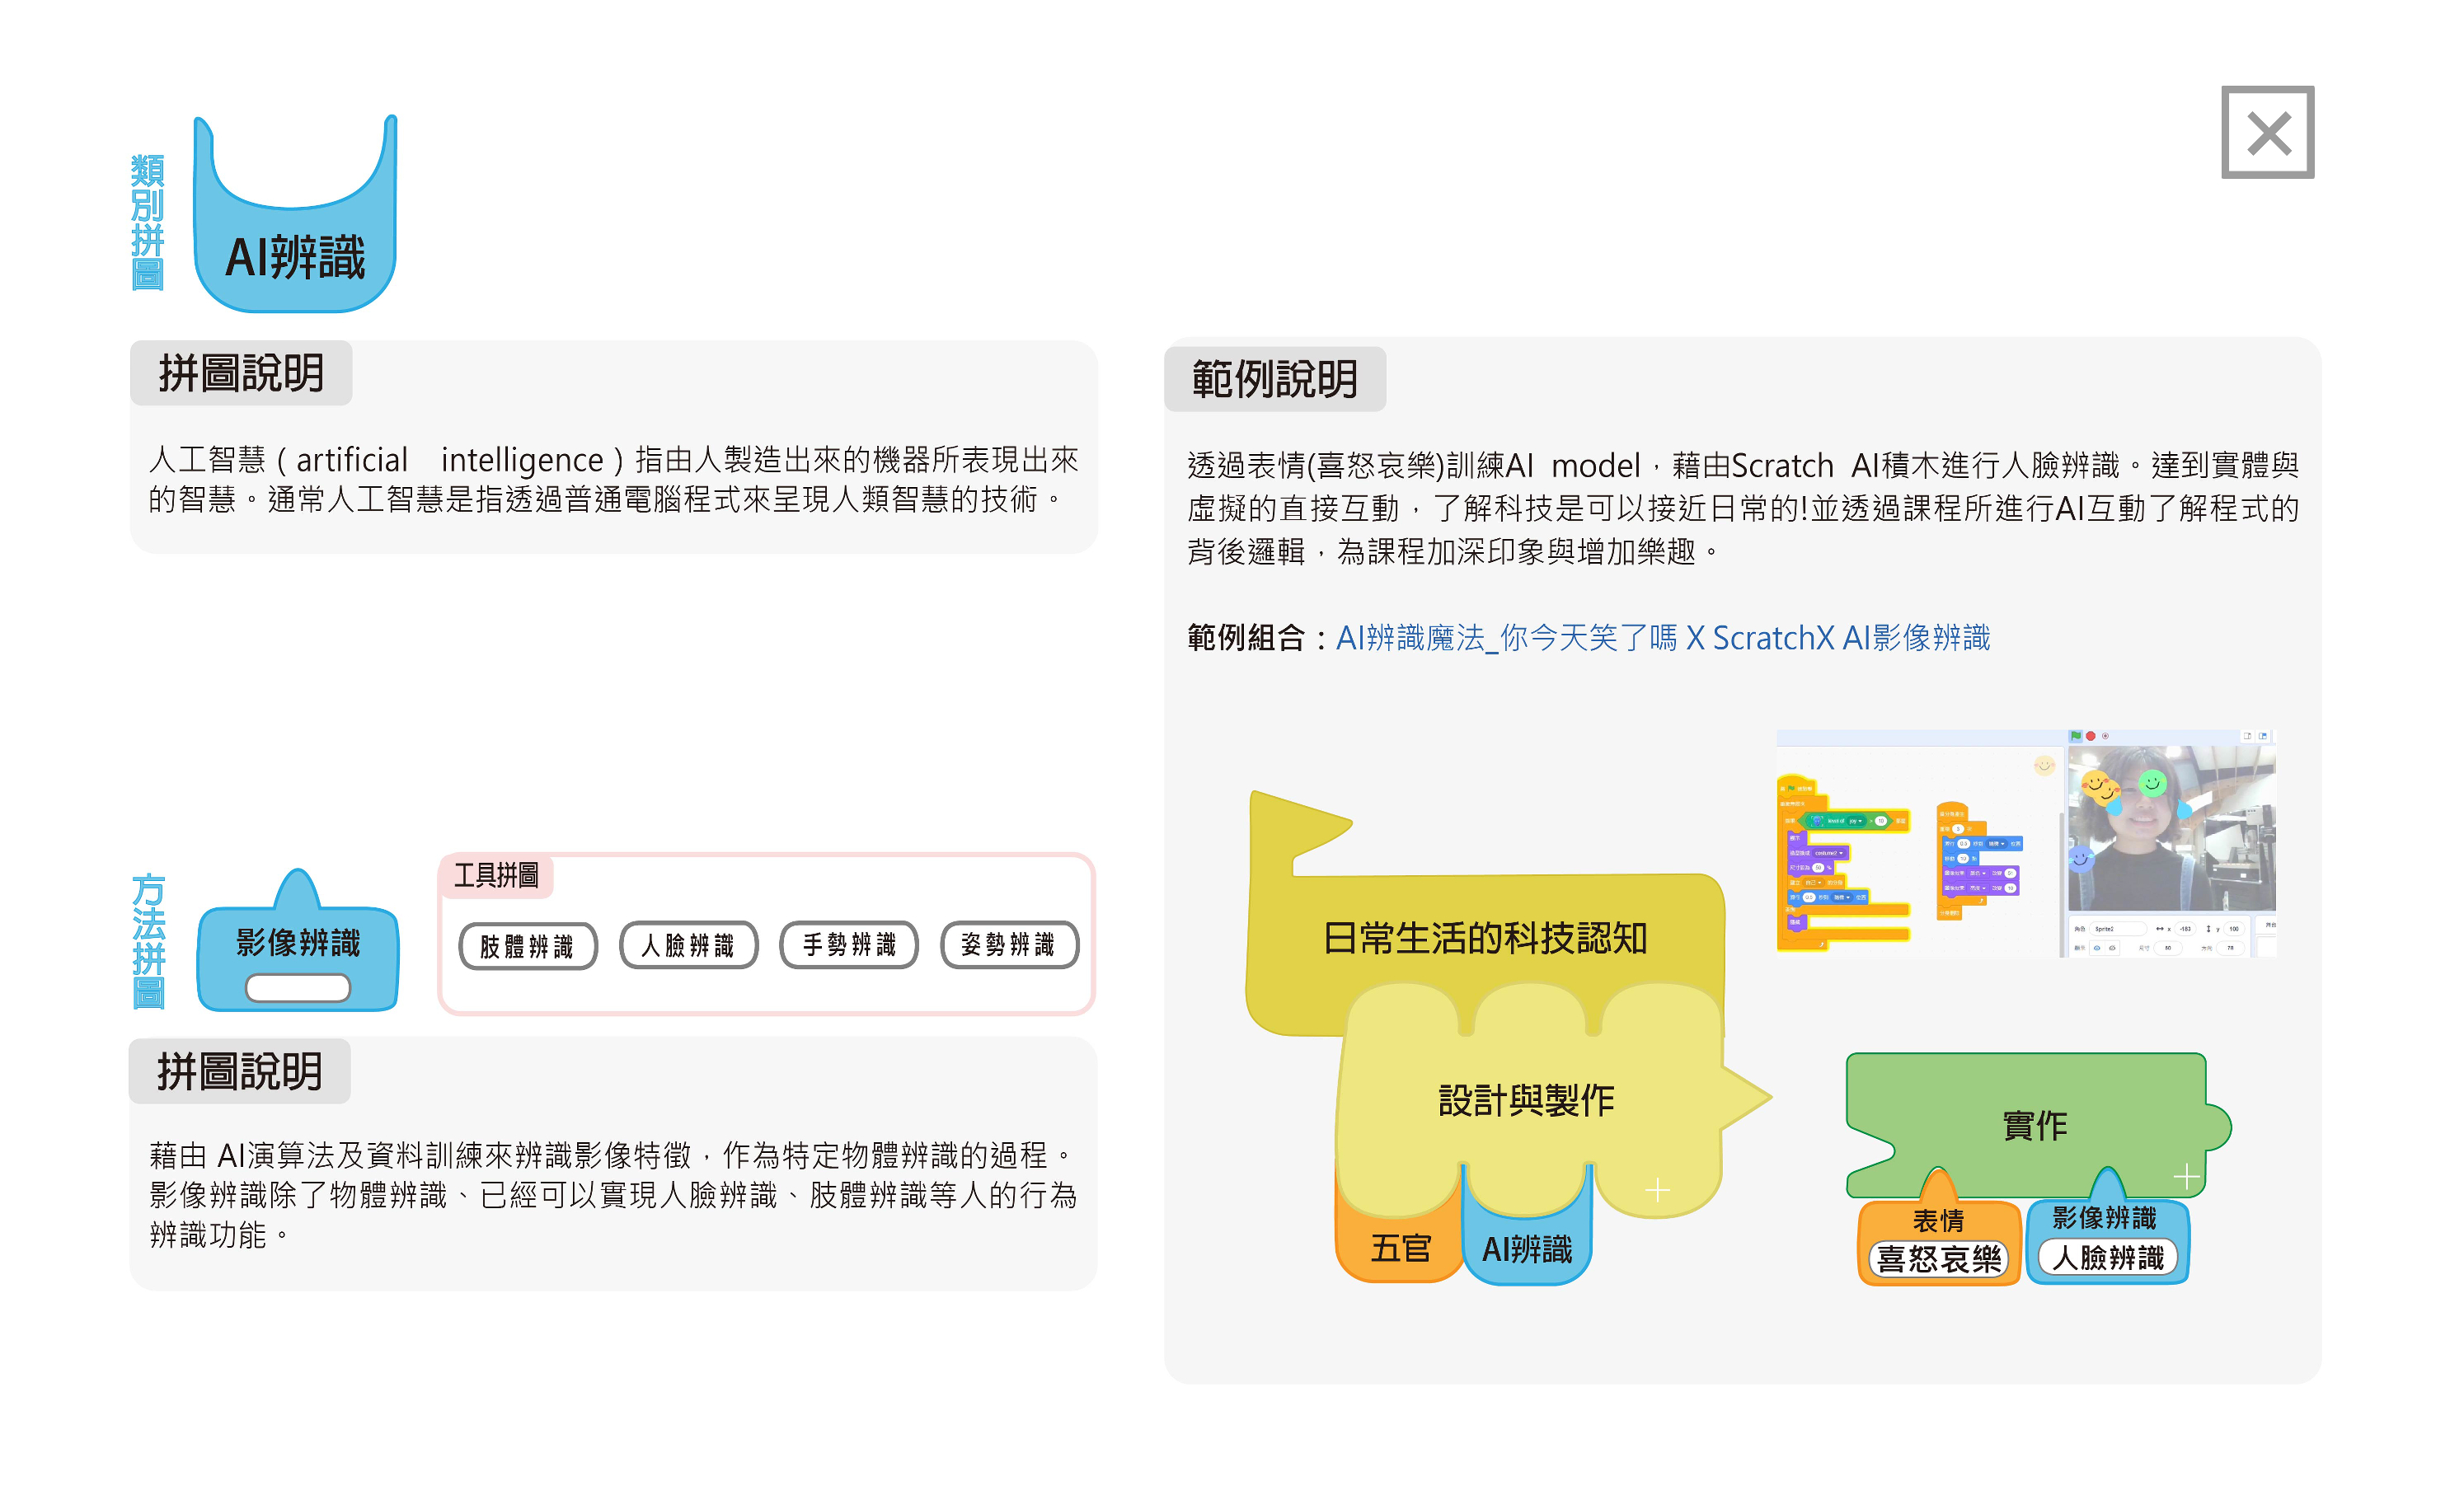 類別拼圖
AI辨識
拼圖說明
人工智慧（artificial intelligence）指由人製造出來的機器所表現出來
的智慧。通常人工智慧是指透過普通電腦程式來呈現人類智慧的技術。
方法拼圖
影像辨識
工具拼圖
肢體辨識
人臉辨識
手勢辨識
姿勢辨識
拼圖說明
藉由 AI演算法及資料訓練來辨識影像特徵，作為特定物體辨識的過程。
影像辨識除了物體辨識、已經可以實現人臉辨識、肢體辨識等人的行為
辨識功能。
範例說明
透過表情(喜怒哀樂)訓練AI model，藉由Scratch AI積木進行人臉辨識。達到實體與
虛擬的直接互動，了解科技是可以接近日常的!並透過課程所進行AI互動了解程式的
背後邏輯，為課程加深印象與增加樂趣。
範例組合：AI辨識魔法_你今天笑了嗎 X ScratchX AI影像辨識
日常生活的科技認知
設計與製作
五官
AI辨識
level of joy
costume2
角色 Sprite2 x -183 y 100
實作
表情
喜怒哀樂
影像辨識
人臉辨識